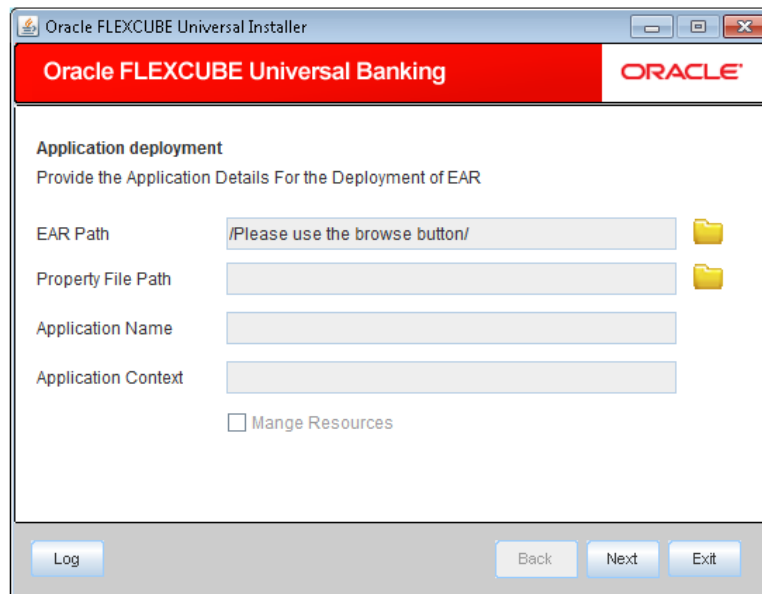 Oracle FLEXCUBE Universal Installer
Oracle FLEXCUBE Universal Banking
ORACLE
Application deployment
Provide the Application Details For the Deployment of EAR
EAR Path /Please use the browse button/
Property File Path
Application Name
Application Context
Mange Resources
Log Back Next Exit